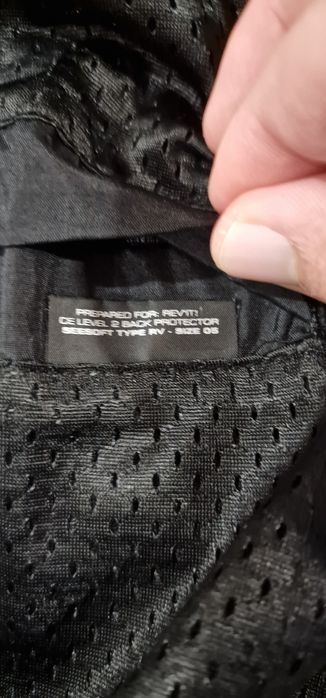 PREPARED FOR: REV'IT!
CE LEVEL 2 BACK PROTECTOR
SEESOFT TYPE RV - SIZE 05